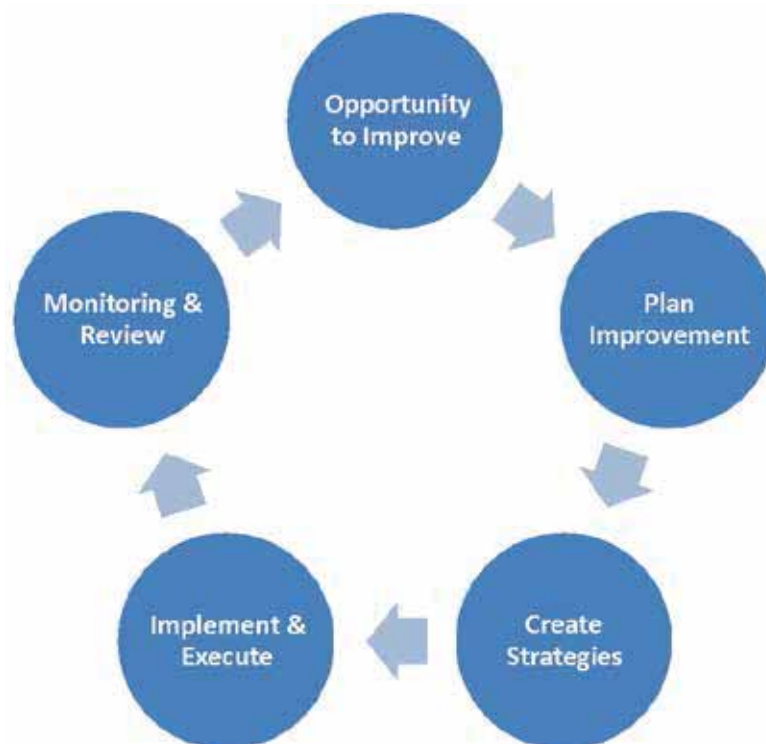 Opportunity
to Improve
Plan
Improvement
Create
Strategies
Implement &
Execute
Monitoring &
Review